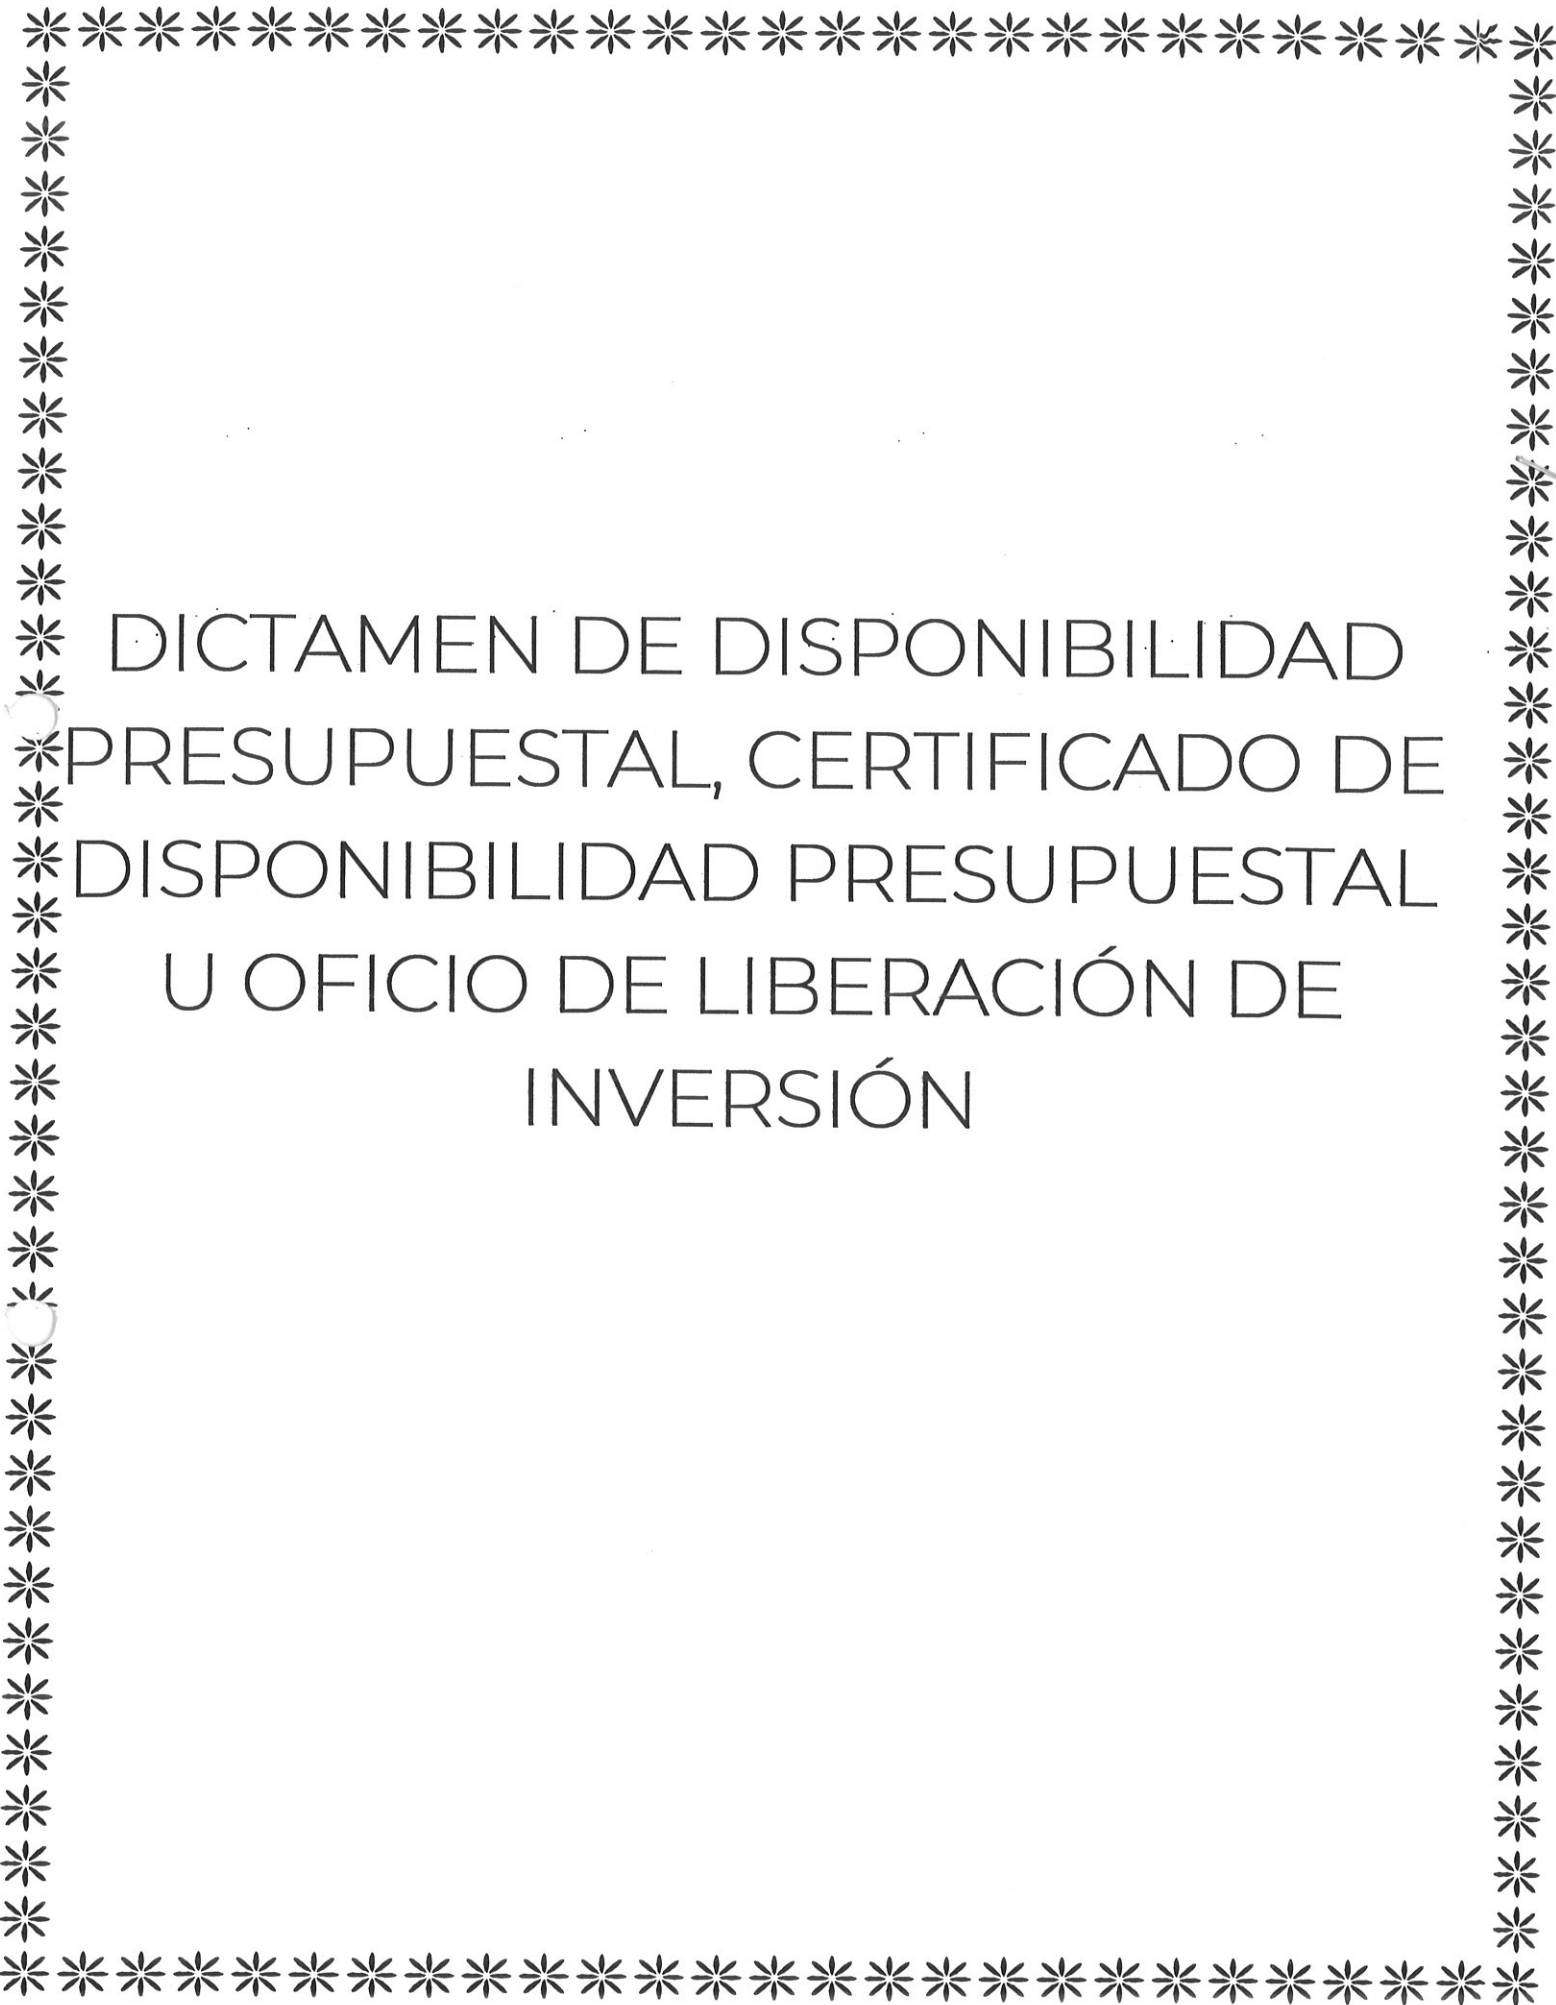 DICTAMEN DE DISPONIBILIDAD
PRESUPUESTAL, CERTIFICADO DE
DISPONIBILIDAD PRESUPUESTAL
U OFICIO DE LIBERACIÓN DE
INVERSIÓN